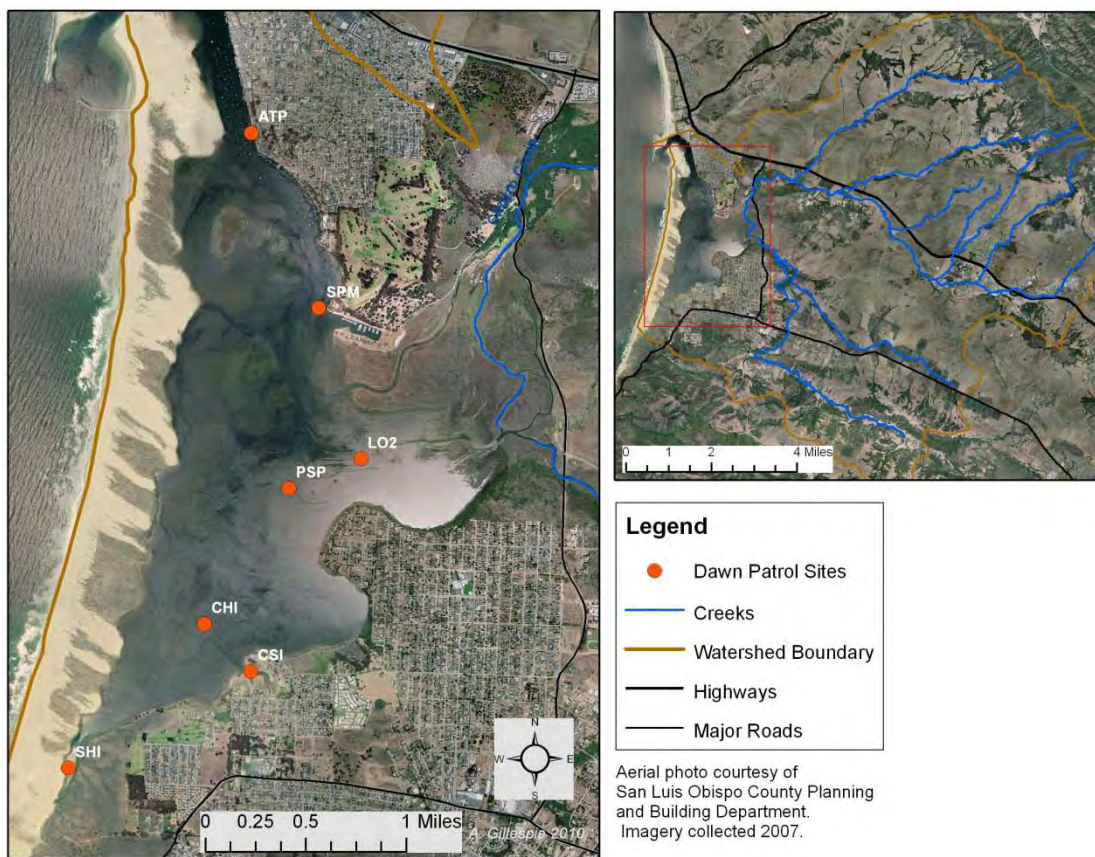 ATP
SPM
LO2
PSP
CHI
CSI
SHI
N
W E
S
0 0.25 0.5 1 Miles
A. Gillespie 2010
0 1 2 4 Miles
Legend
Dawn Patrol Sites
Creeks
Watershed Boundary
Highways
Major Roads
Aerial photo courtesy of
San Luis Obispo County Planning
and Building Department.
Imagery collected 2007.